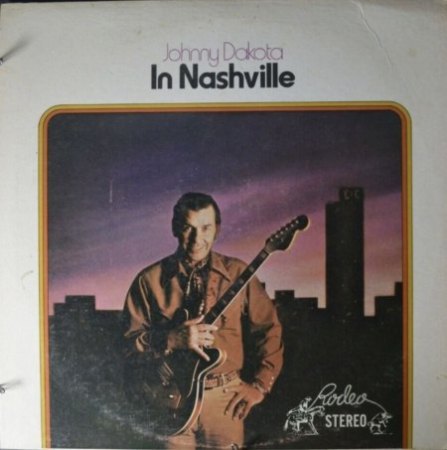 Johnny Dakota
In Nashville
Rodeo
STEREO